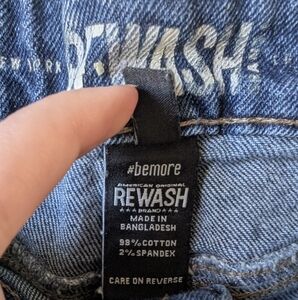 NEW YORK
REWASH
#bemore
AMERICAN ORIGINAL
REWASH
BRAND
MADE IN
BANGLADESH
98% COTTON
2% SPANDEX
CARE ON REVERSE